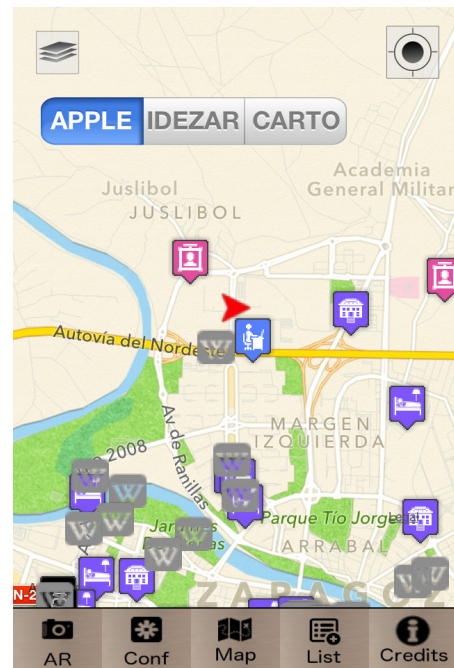 APPLE IDEZAR CARTO
Academia
General Militar
Juslibol
JUSLIBOL
Autovía del Nordeste
W
MARGEN
IZQUIERDA
Av. de Ranillas
2008
W
W
W
W
W
W
W
Parque Tío Jorge
ARRABAL
W
W
W
N-2
ZARAGOZ
AR Conf Map List Credits